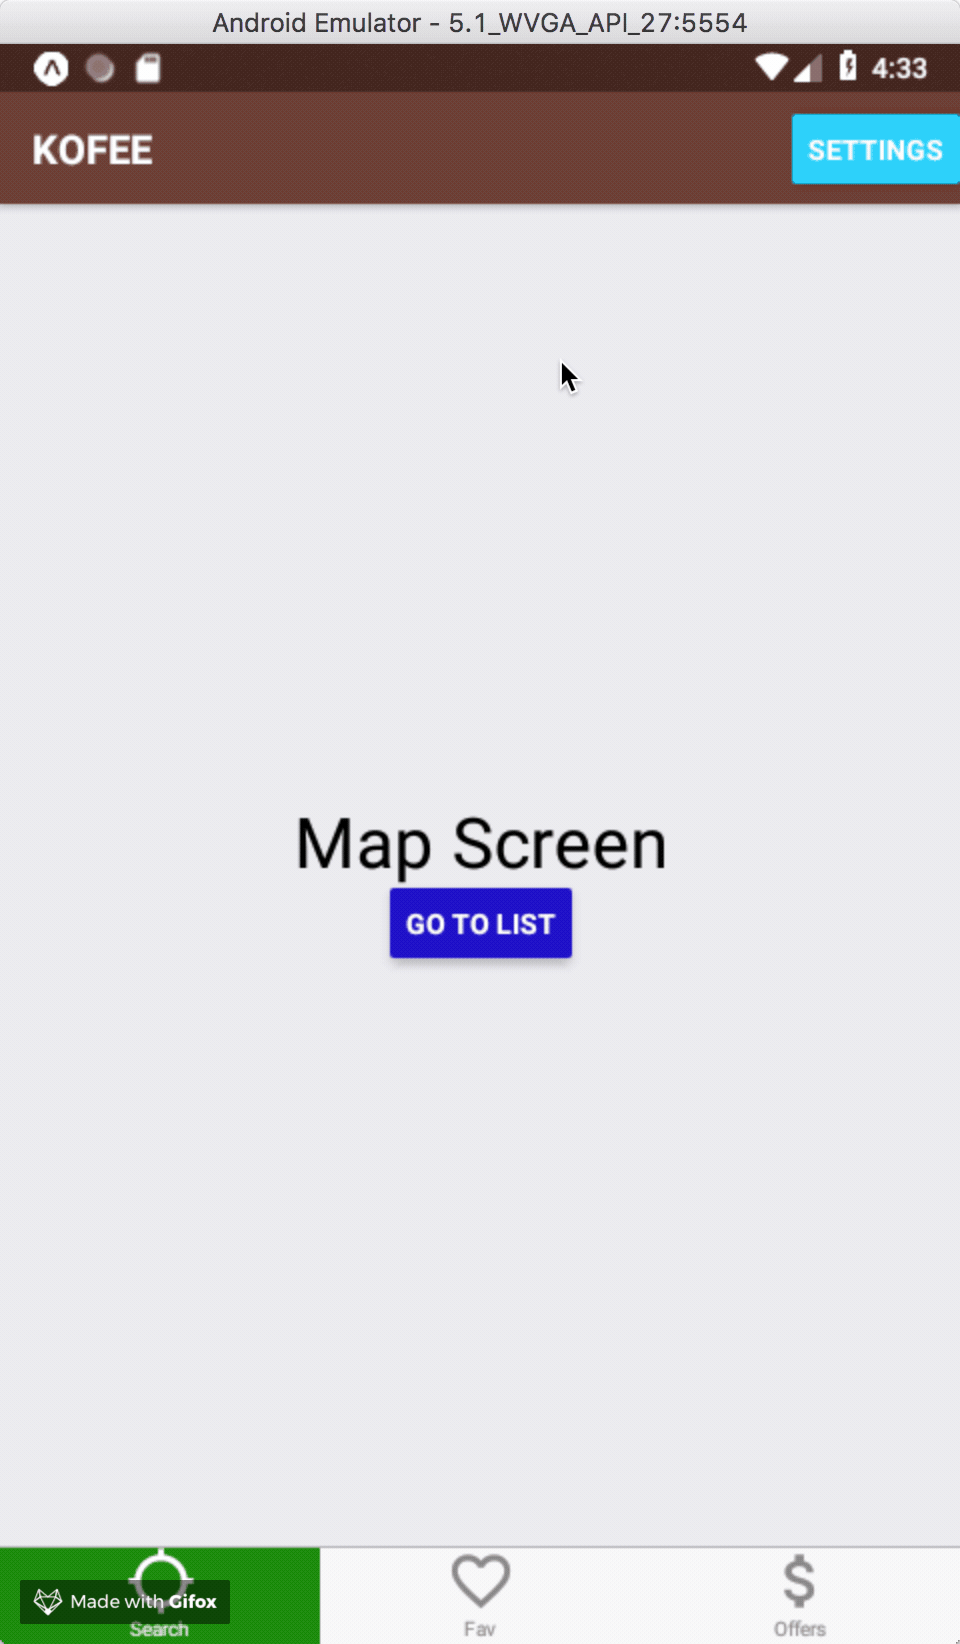 Android Emulator - 5.1_WVGA_API_27:5554
4:33
KOFEE
SETTINGS
Map Screen
GO TO LIST
Made with Gifox
Search
Fav
Offers